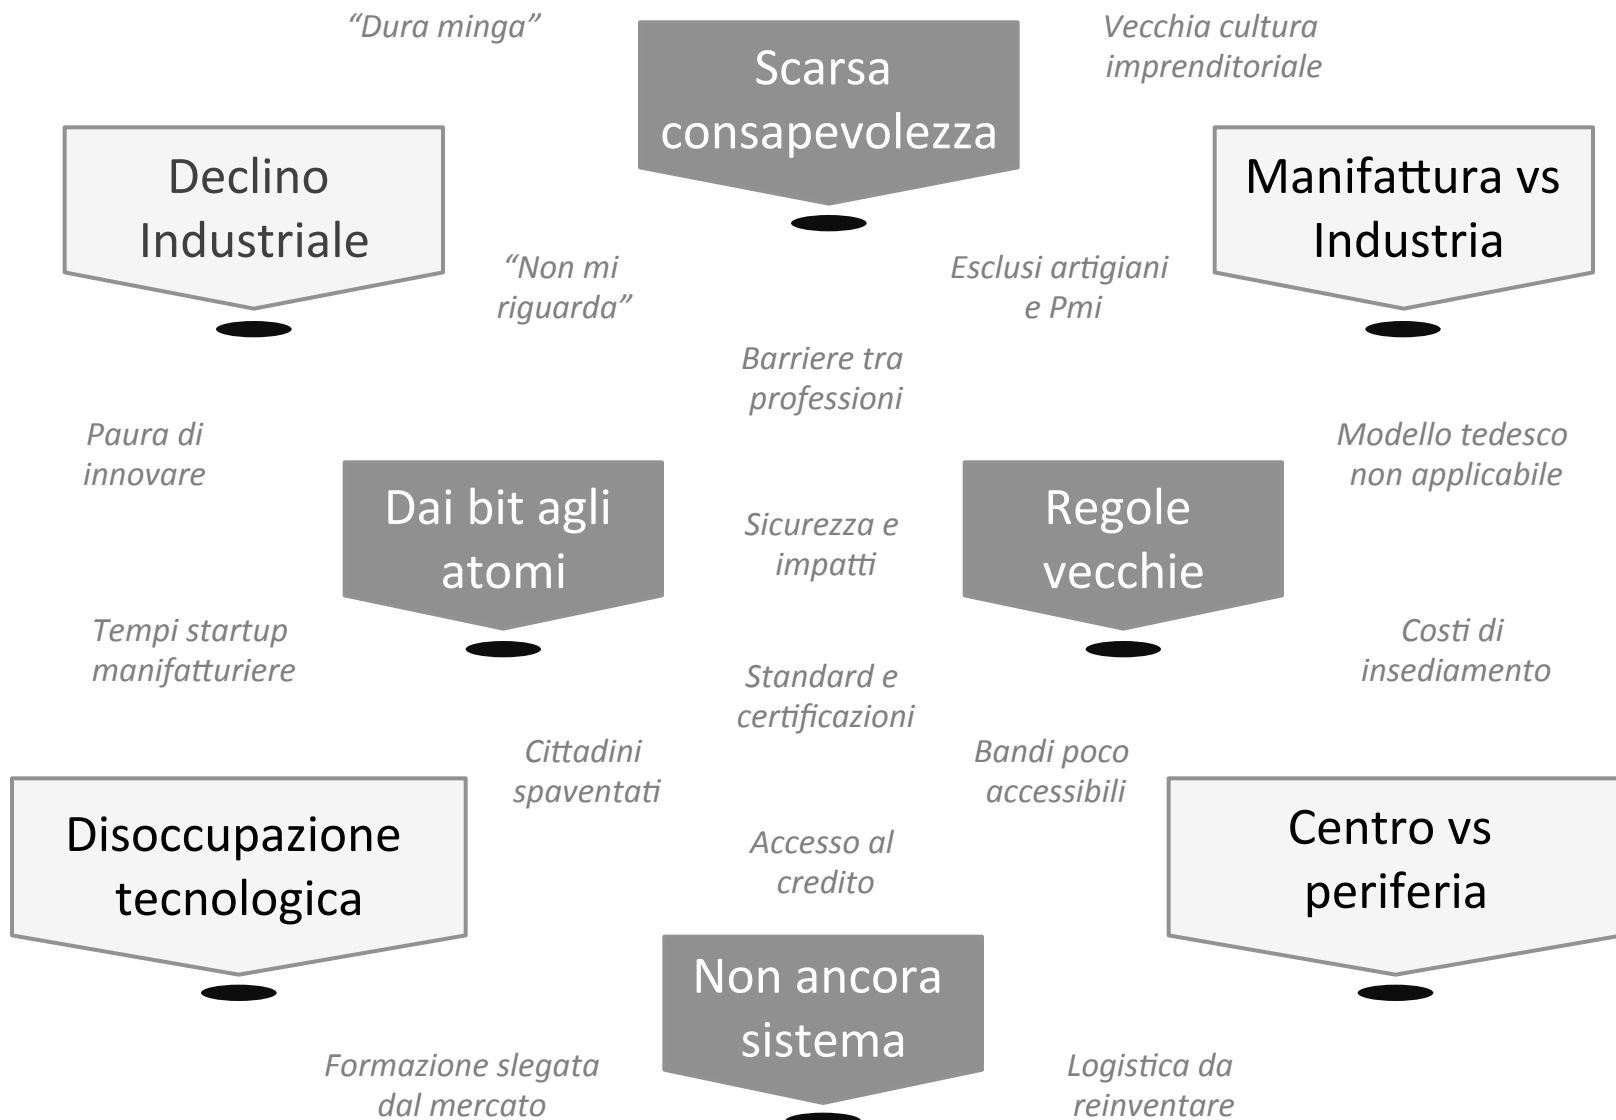 “Dura minga”
Scarsa
consapevolezza
Vecchia cultura
imprenditoriale
Declino
Industriale
Manifattura vs
Industria
“Non mi
riguarda”
Esclusi artigiani
e Pmi
Barriere tra
professioni
Paura di
innovare
Modello tedesco
non applicabile
Dai bit agli
atomi
Sicurezza e
impatti
Regole
vecchie
Tempi startup
manifatturiere
Costi di
insediamento
Standard e
certificazioni
Cittadini
spaventati
Bandi poco
accessibili
Disoccupazione
tecnologica
Accesso al
credito
Centro vs
periferia
Non ancora
sistema
Formazione slegata
dal mercato
Logistica da
reinventare